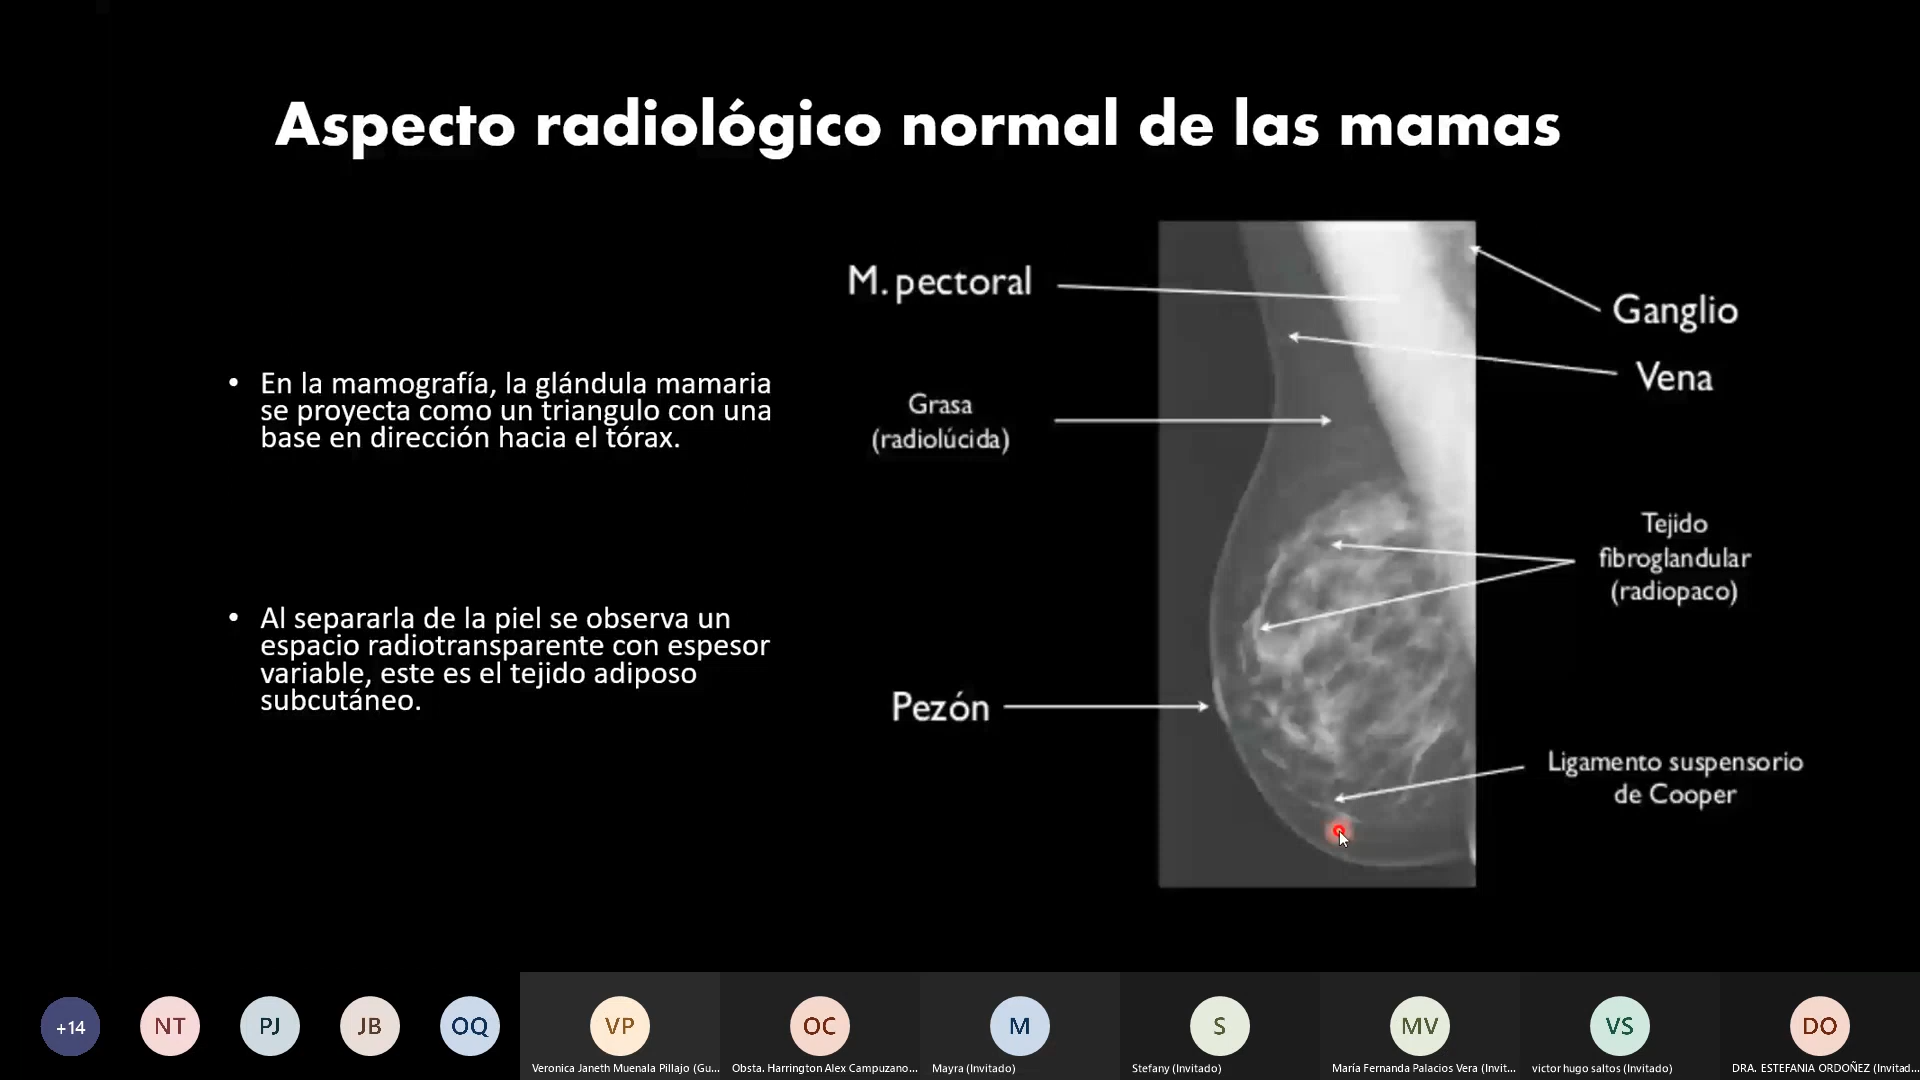 Aspecto radiológico normal de las mamas
• En la mamografía, la glándula mamaria
se proyecta como un triangulo con una
base en dirección hacia el tórax.
• Al separarla de la piel se observa un
espacio radiotransparente con espesor
variable, este es el tejido adiposo
subcutáneo.
M. pectoral
Grasa
(radiolúcida)
Pezón
Ganglio
Vena
Tejido
fibroglandular
(radiopaco)
Ligamento suspensorio
de Cooper
+14
NT
PJ
JB
OQ
VP
OC
M
S
MV
VS
DO
Veronica Janeth Muenala Pillajo (Gu...
Obsta. Harrington Alex Campuzano...
Mayra (Invitado)
Stefany (Invitado)
María Fernanda Palacios Vera (Invit...
victor hugo saltos (Invitado)
DRA. ESTEFANIA ORDOÑEZ (Invitad...